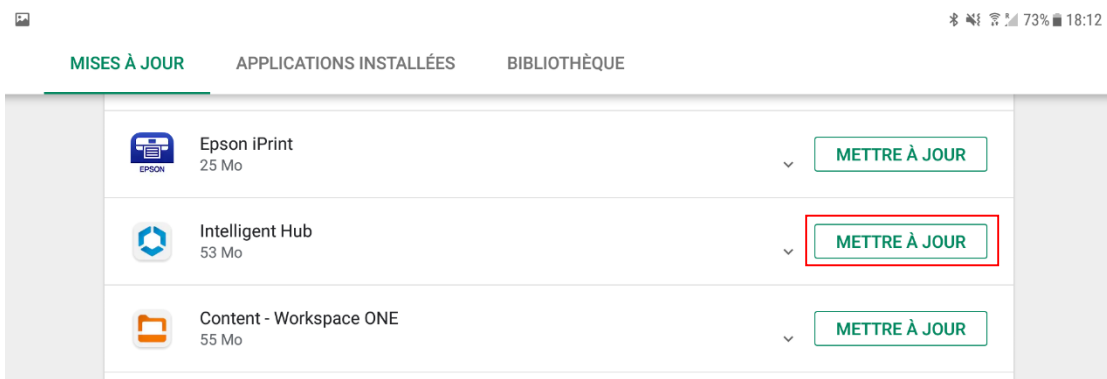 73% 18:12
MISES À JOUR APPLICATIONS INSTALLÉES BIBLIOTHÈQUE
Epson iPrint
25 Mo
EPSON
METTRE À JOUR
Intelligent Hub
53 Mo
METTRE À JOUR
Content - Workspace ONE
55 Mo
METTRE À JOUR